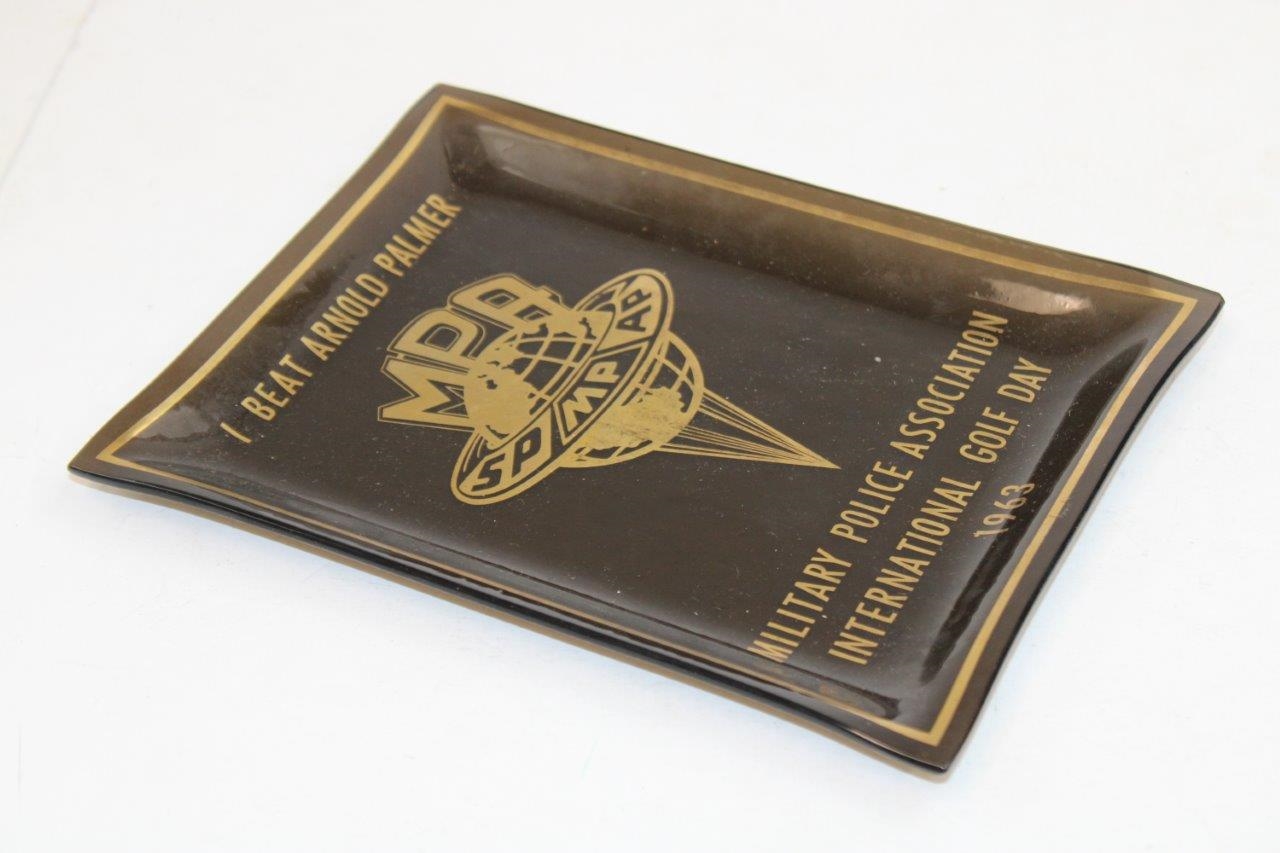 I BEAT ARNOLD PALMER
MPA
SP MP AP
MILITARY POLICE ASSOCIATION
INTERNATIONAL GOLF DAY
1963